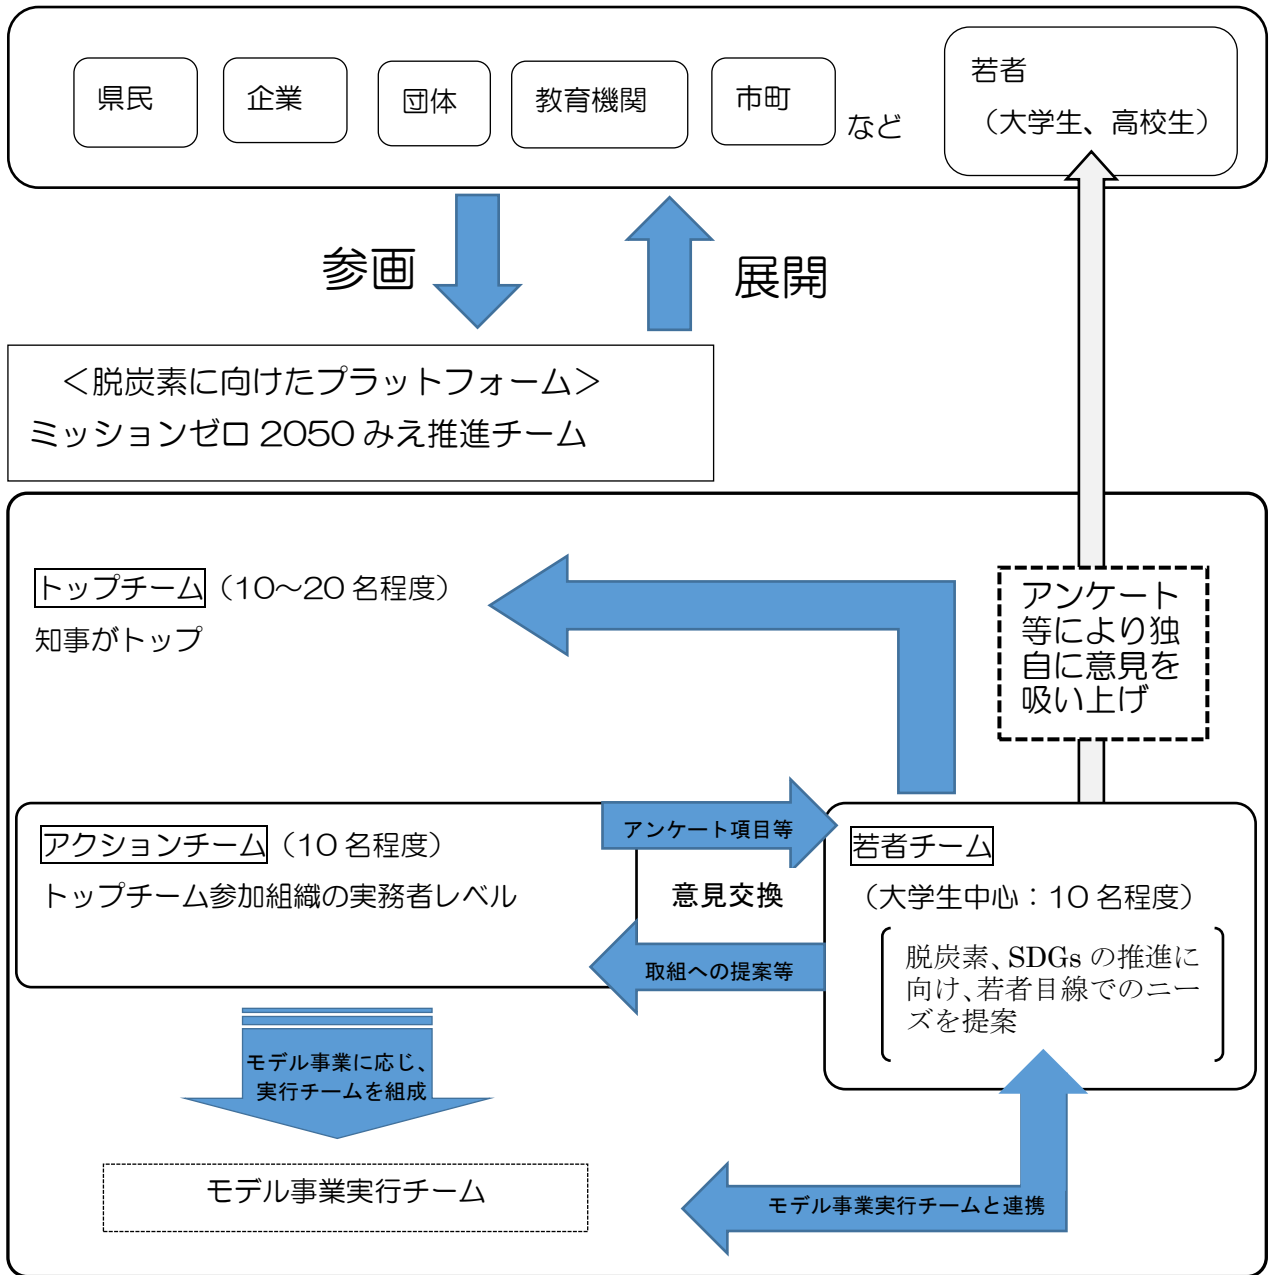 県民
企業
団体
教育機関
市町
など
若者
（大学生、高校生）
参画
展開
＜脱炭素に向けたプラットフォーム＞
ミッションゼロ 2050 みえ推進チーム
トップチーム（10～20 名程度）
知事がトップ
アンケート
等により独
自に意見を
吸い上げ
アクションチーム（10 名程度）
トップチーム参加組織の実務者レベル
アンケート項目等
意見交換
取組への提案等
若者チーム
（大学生中心：10 名程度）
脱炭素、SDGs の推進に
向け、若者目線でのニー
ズを提案
モデル事業に応じ、
実行チームを組成
モデル事業実行チーム
モデル事業実行チームと連携